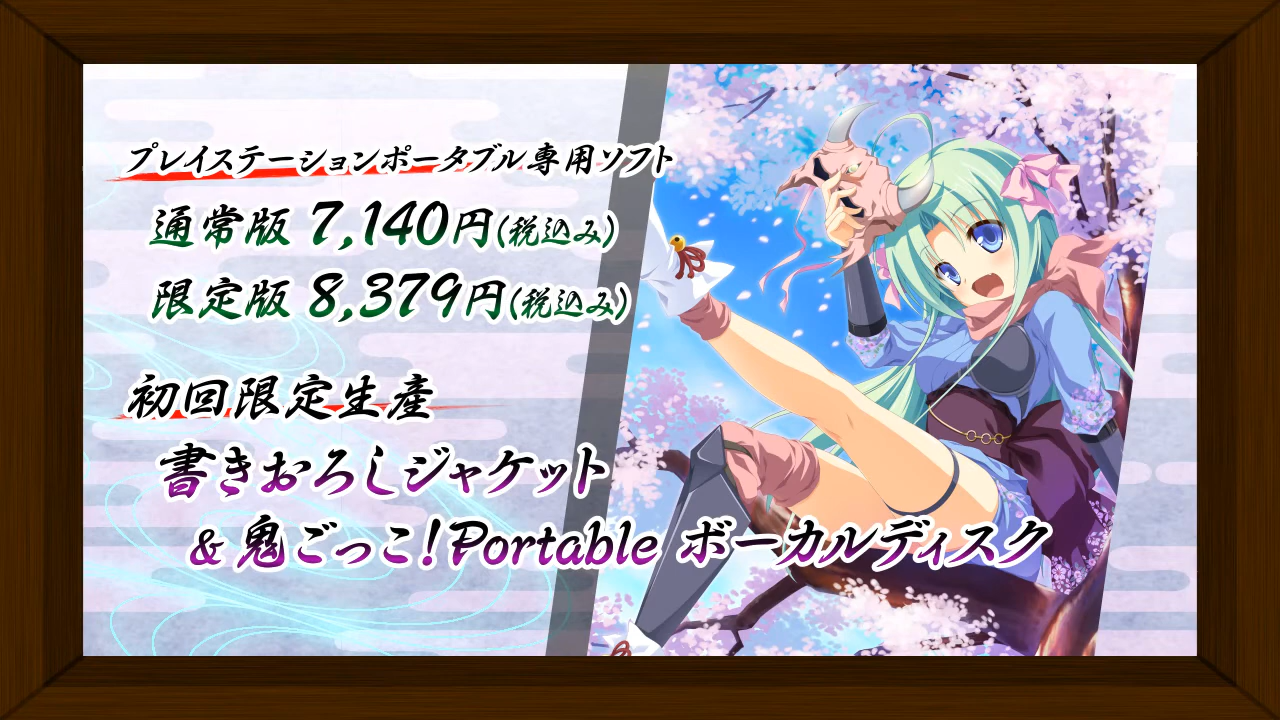 プレイステーションポータブル専用ソフト
通常版 7,140円(税込み)
限定版 8,379円(税込み)
初回限定生産
書きおろしジャケット
&鬼ごっこ!Portable ボーカルディスク